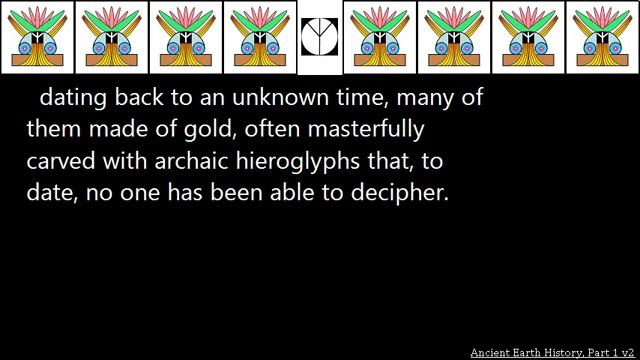 dating back to an unknown time, many of
them made of gold, often masterfully
carved with archaic hieroglyphs that, to
date, no one has been able to decipher.
Ancient Earth History, Part 1 v2